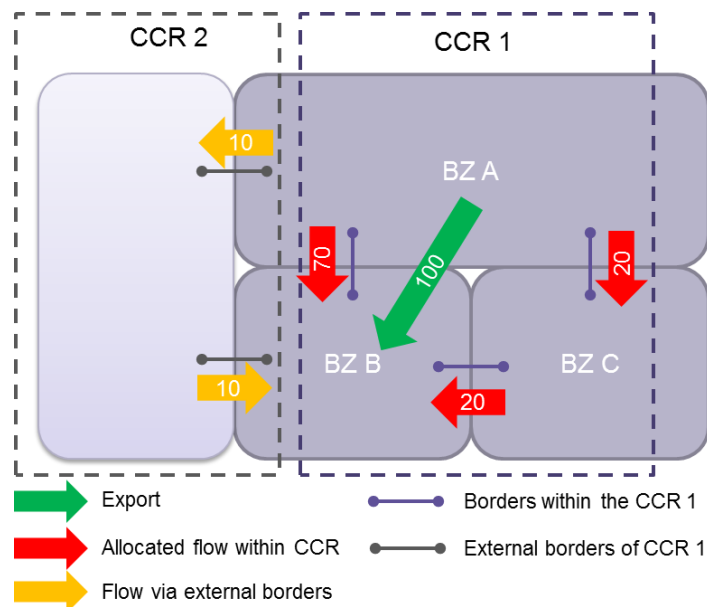 CCR 2
CCR 1
10
BZ A
70
100
20
BZ B
BZ C
10
20
Export
Borders within the CCR 1
Allocated flow within CCR
External borders of CCR 1
Flow via external borders